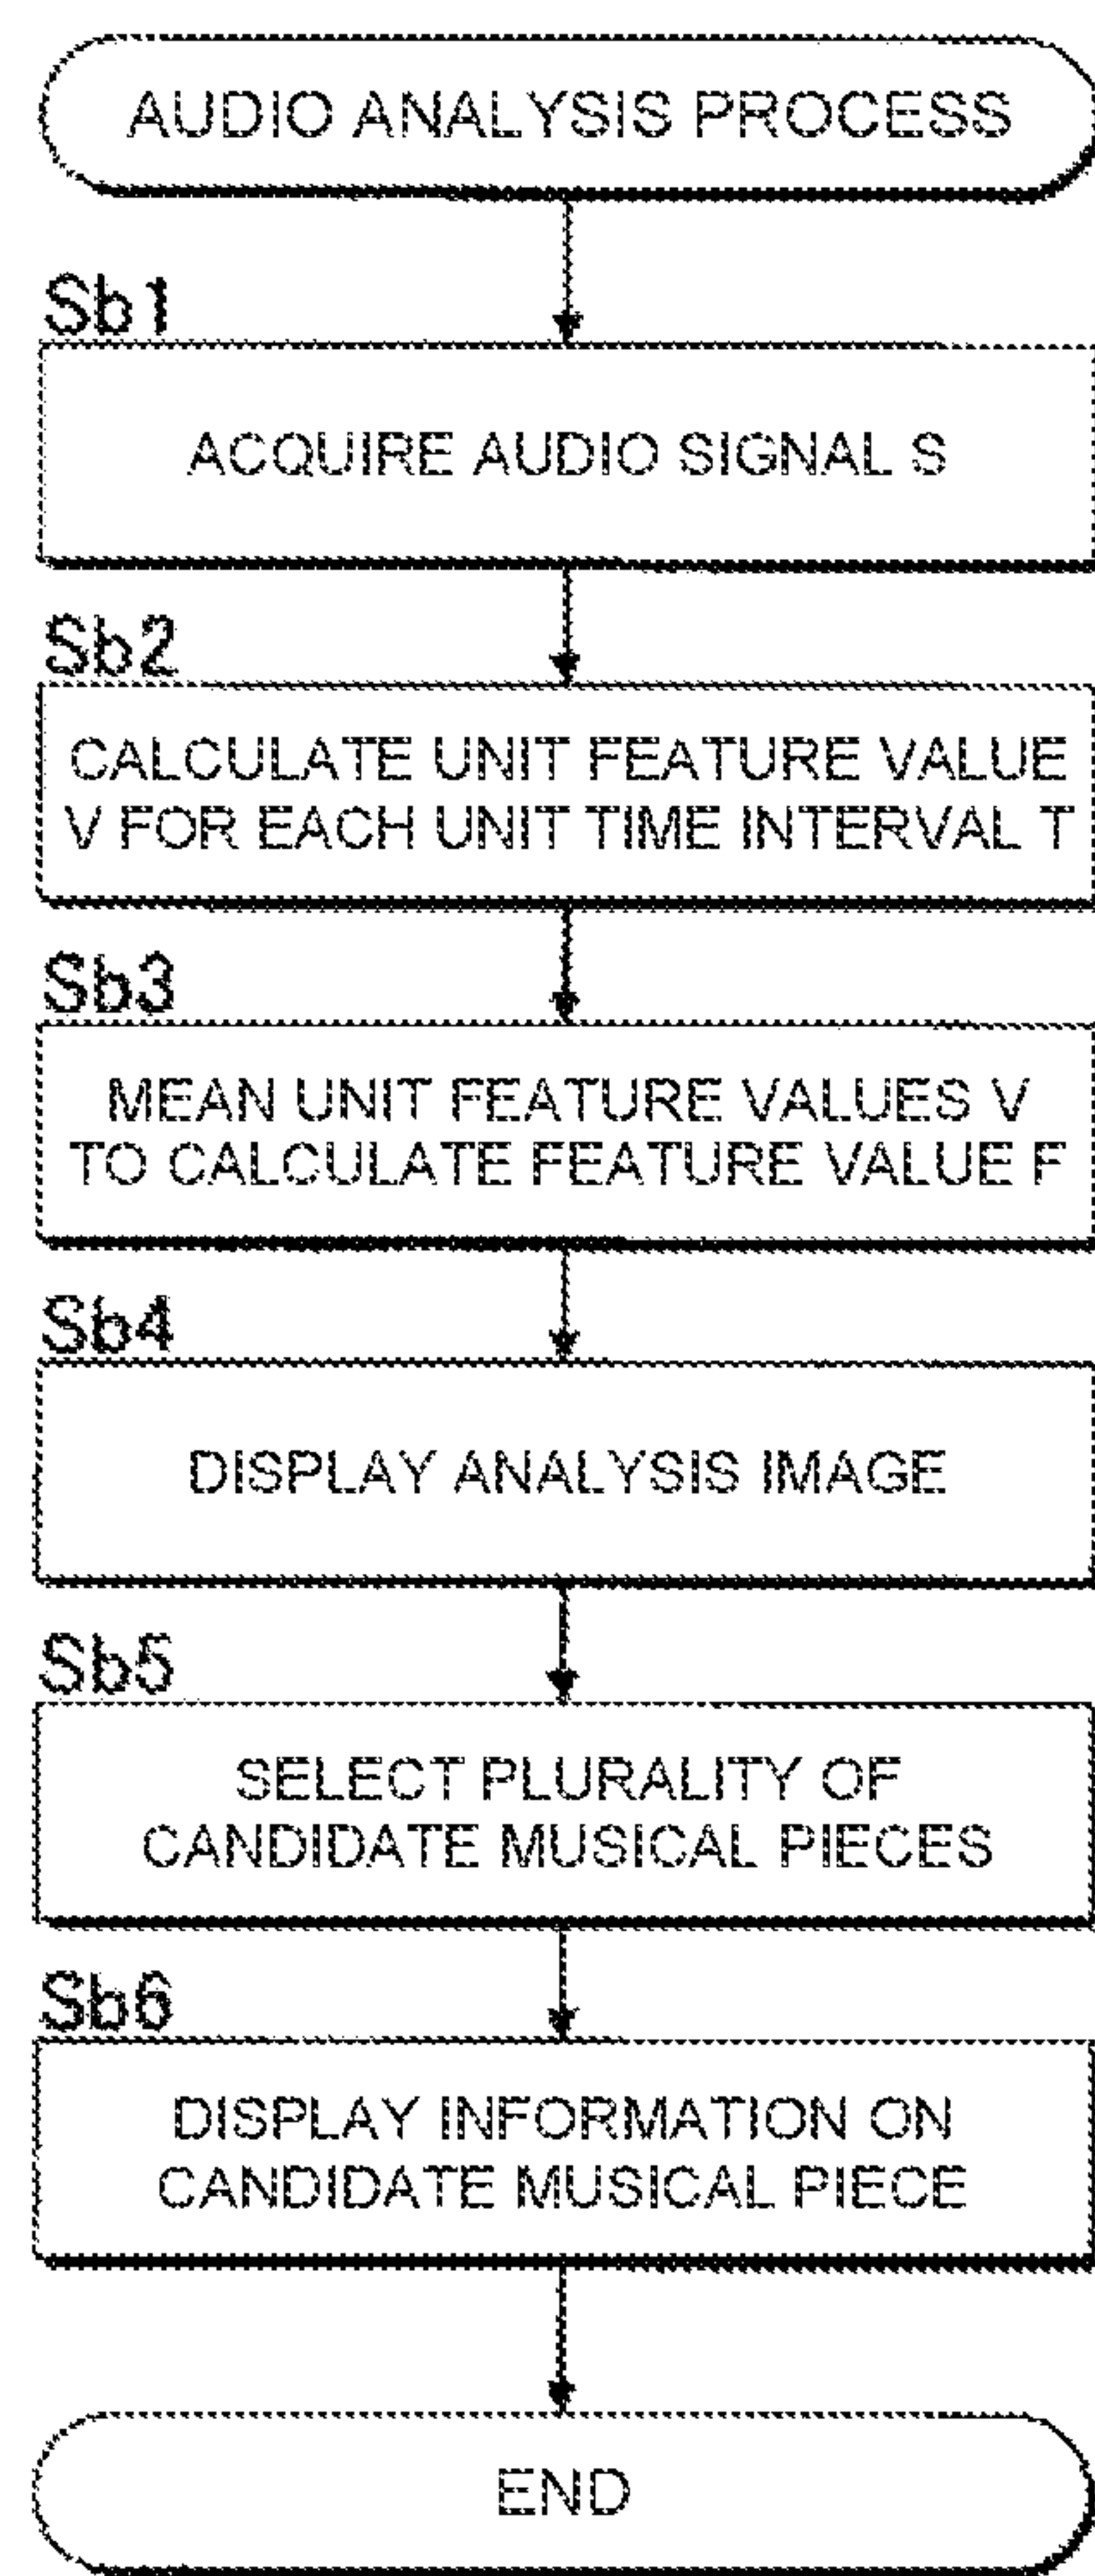 AUDIO ANALYSIS PROCESS
Sb1
ACQUIRE AUDIO SIGNAL S
Sb2
CALCULATE UNIT FEATURE VALUE
V FOR EACH UNIT TIME INTERVAL T
Sb3
MEAN UNIT FEATURE VALUES V
TO CALCULATE FEATURE VALUE F
Sb4
DISPLAY ANALYSIS IMAGE
Sb5
SELECT PLURALITY OF
CANDIDATE MUSICAL PIECES
Sb6
DISPLAY INFORMATION ON
CANDIDATE MUSICAL PIECE
END